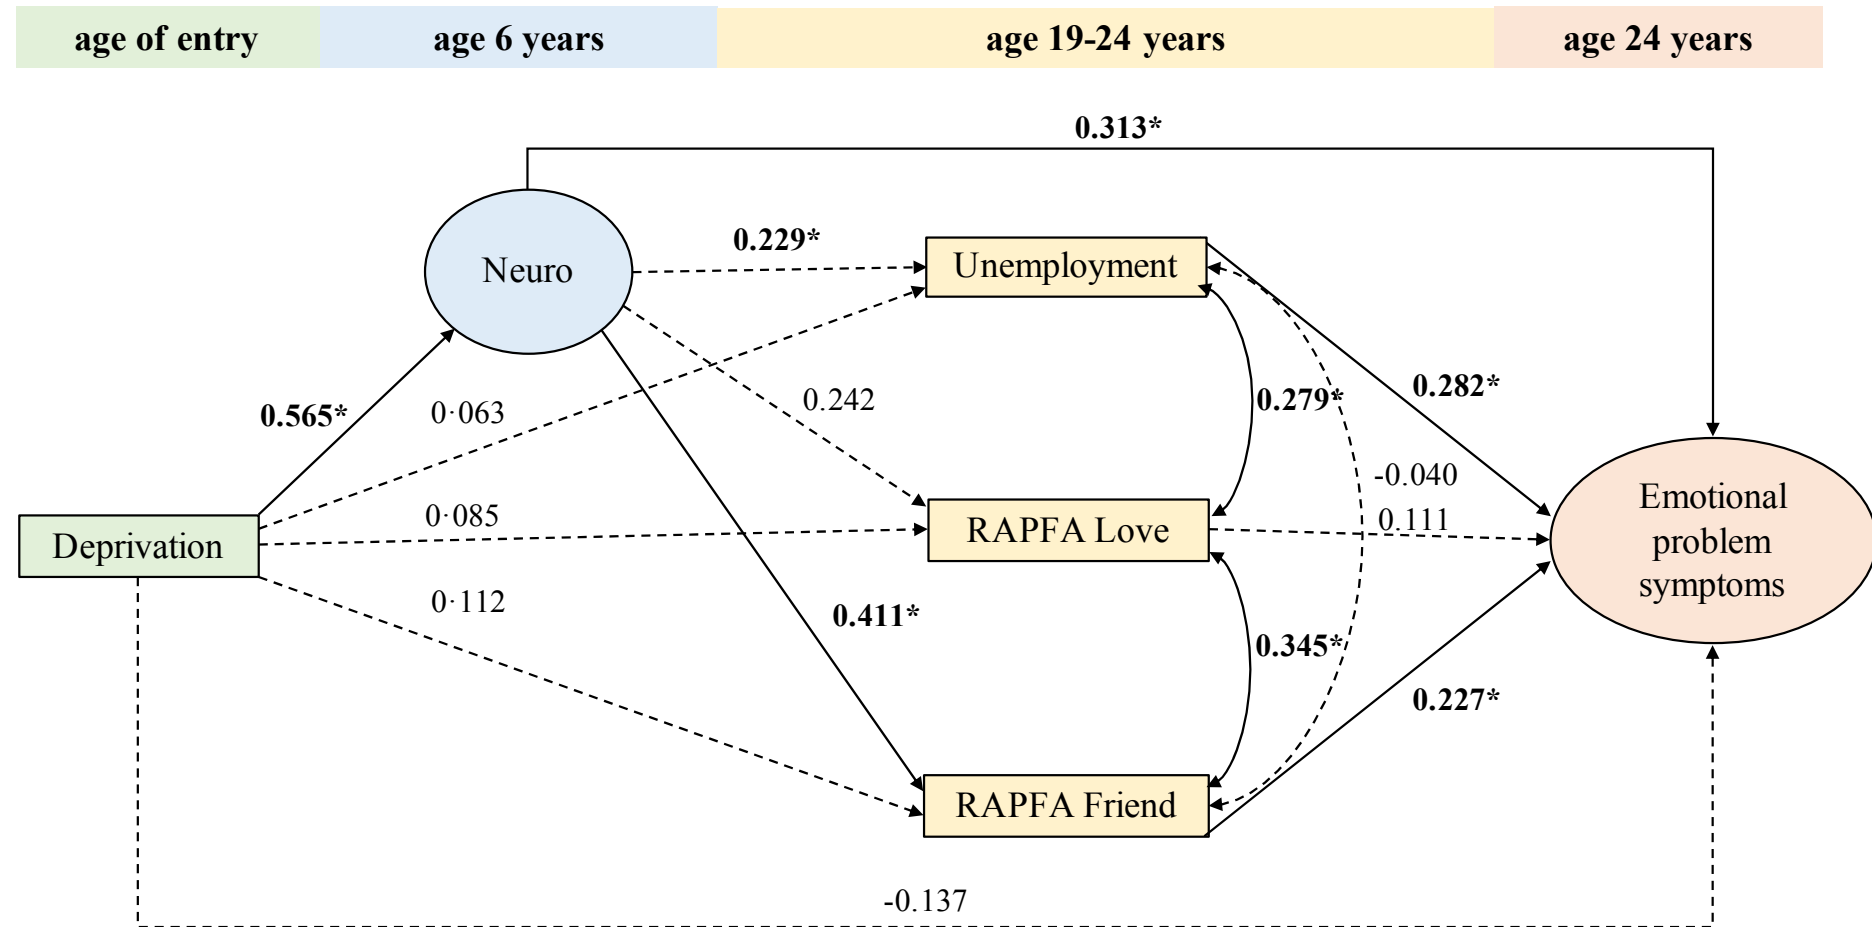 age of entry
age 6 years
age 19-24 years
age 24 years
0.313*
Neuro
0.229*
Unemployment
0.565*
0·063
0.242
0.279*
0.282*
-0.040
Deprivation
0·085
RAPFA Love
0.111
Emotional
problem
symptoms
0·112
0.411*
0.345*
0.227*
RAPFA Friend
-0.137